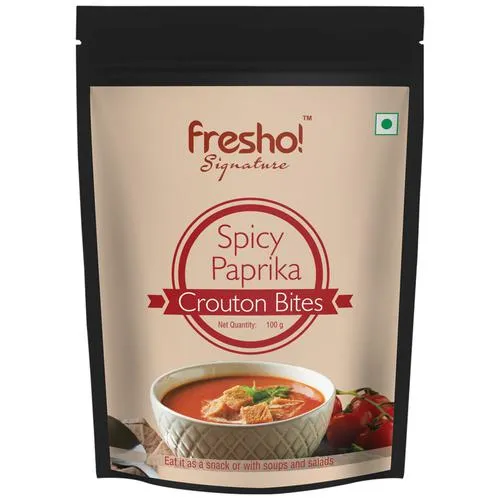 fresho!™
Signature
Spicy
Paprika
Crouton Bites
Net Quantity: 100 g
Eat it as a snack or with soups and salads